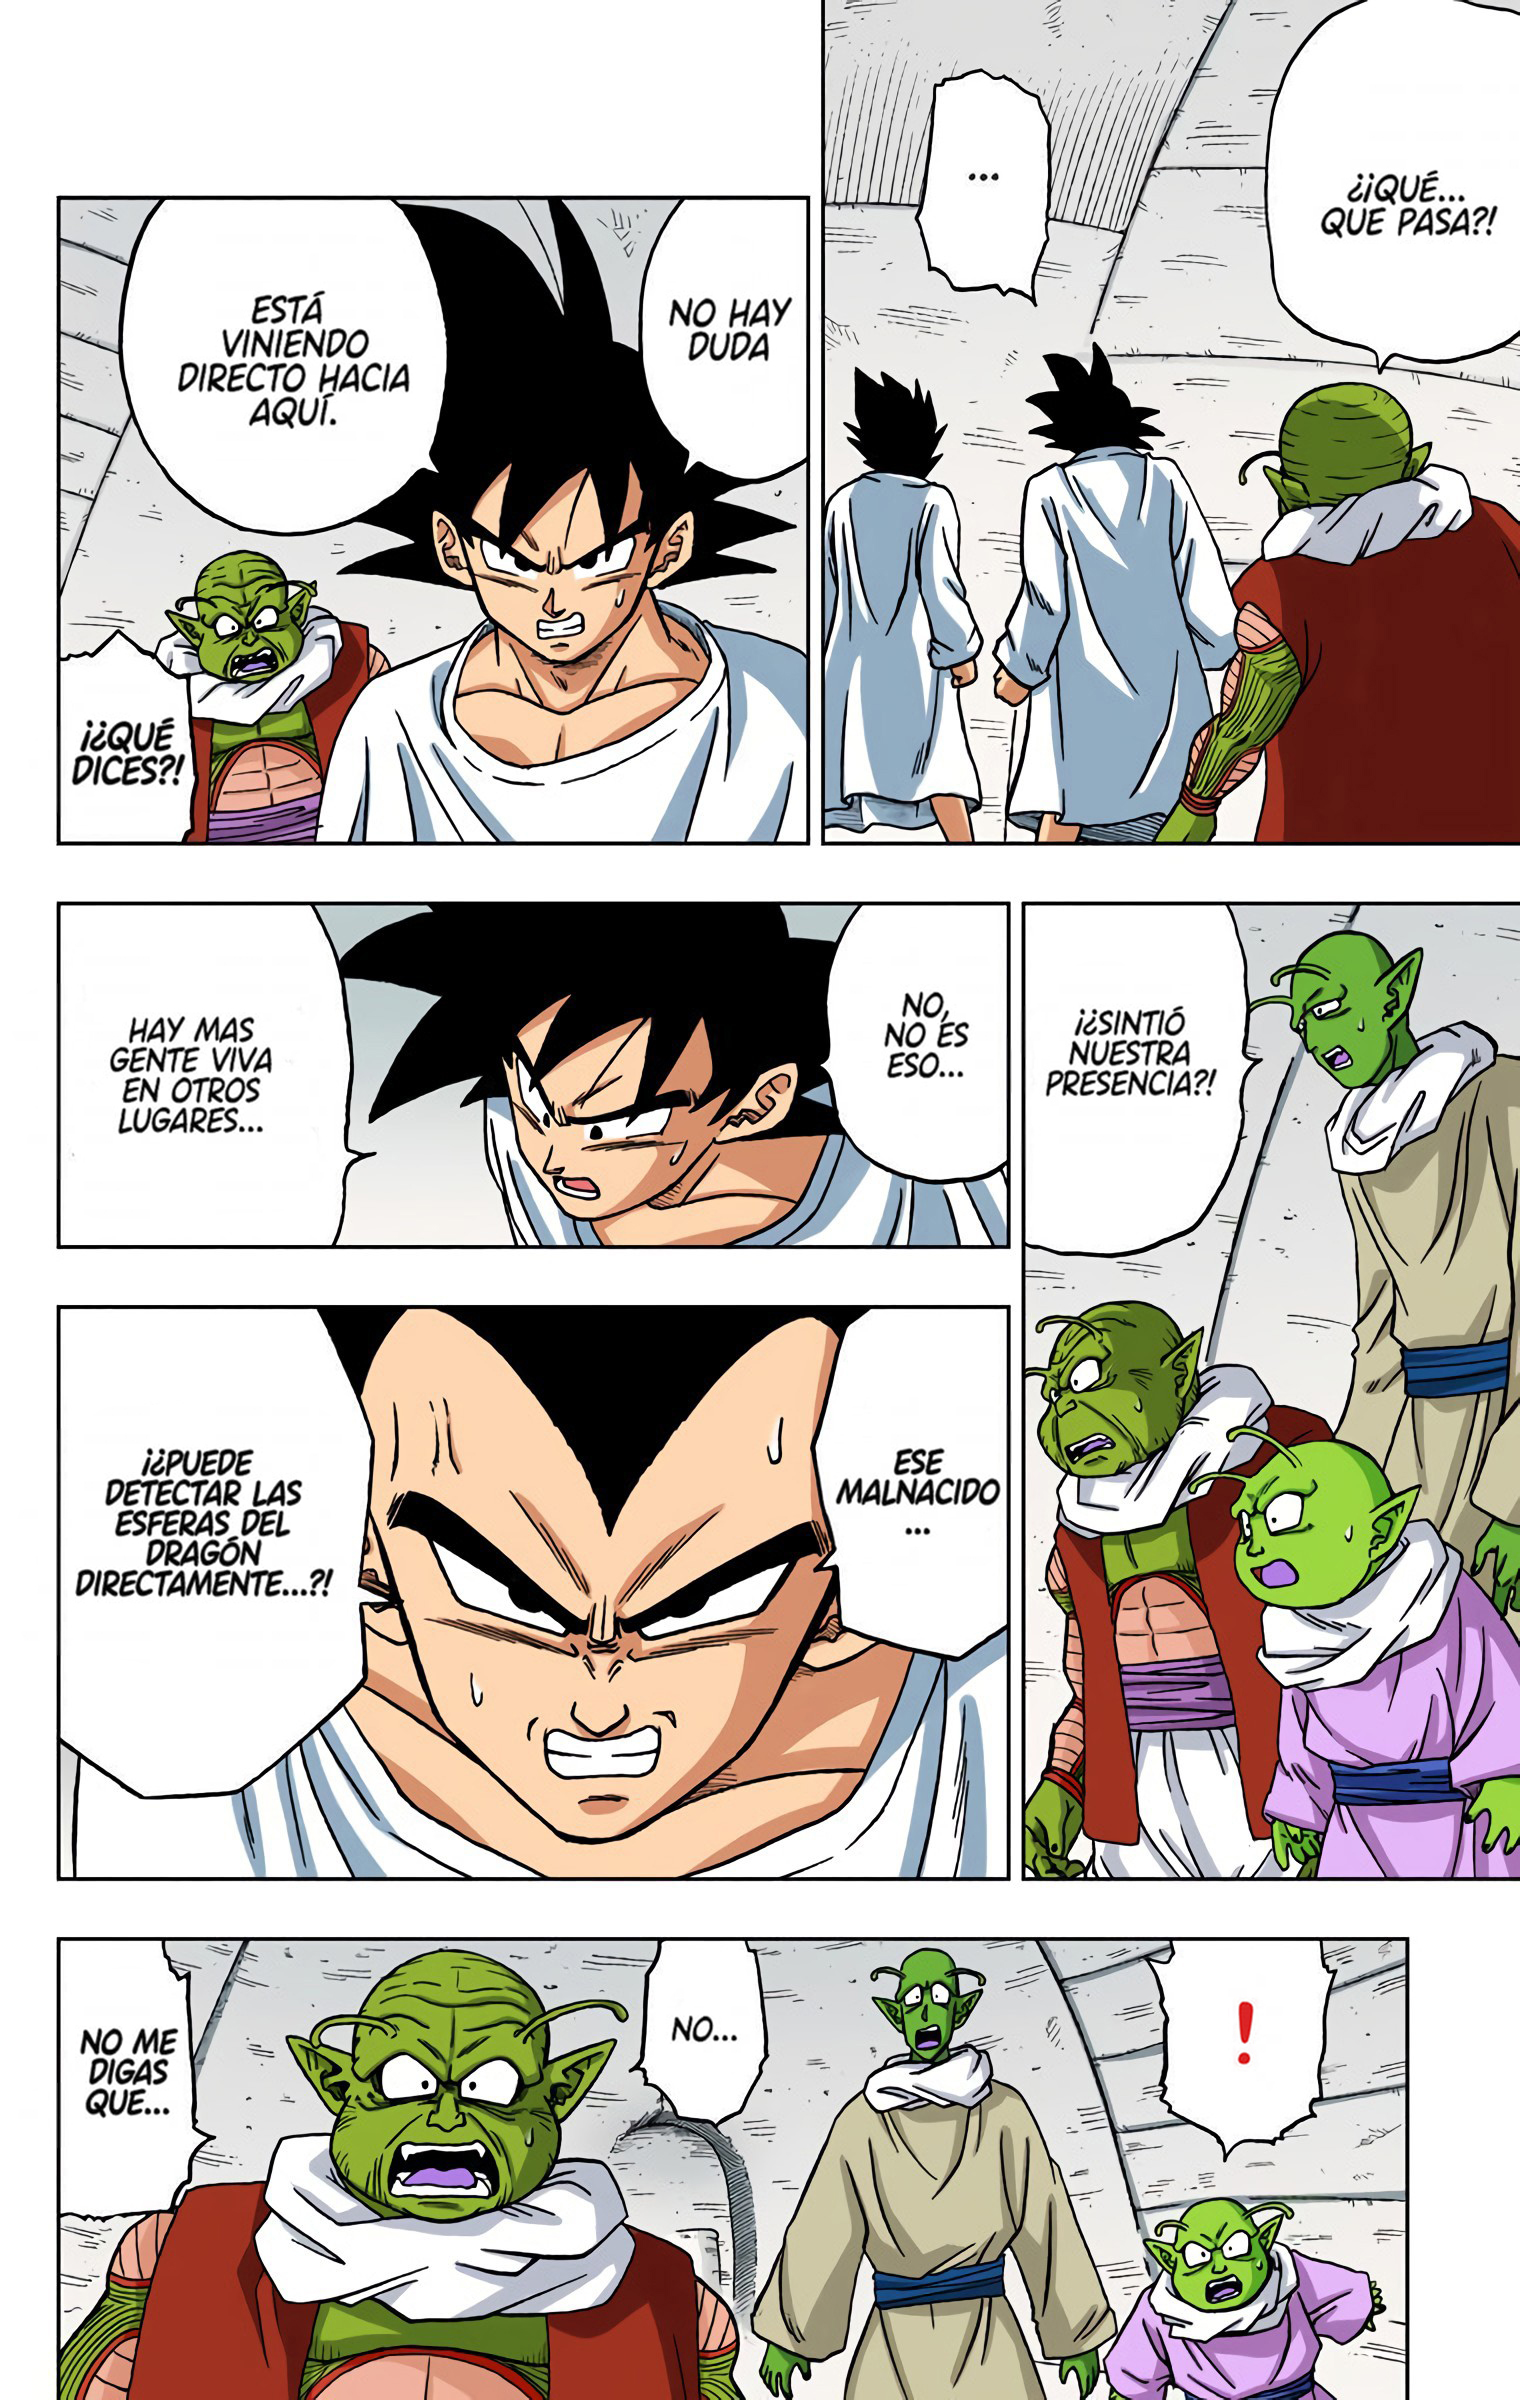 ¿¡QUÉ...
QUE PASA?!
...
NO HAY
DUDA
ESTÁ
VINIENDO
DIRECTO HACIA
AQUÍ.
¡¿QUÉ
DICES?!
¡¿SINTIÓ
NUESTRA
PRESENCIA?!
NO,
NO ES
ESO...
HAY MAS
GENTE VIVA
EN OTROS
LUGARES...
ESE
MALNACIDO
...
¡¿PUEDE
DETECTAR LAS
ESFERAS DEL
DRAGÓN
DIRECTAMENTE...?!
!
NO...
NO ME
DIGAS
QUE...